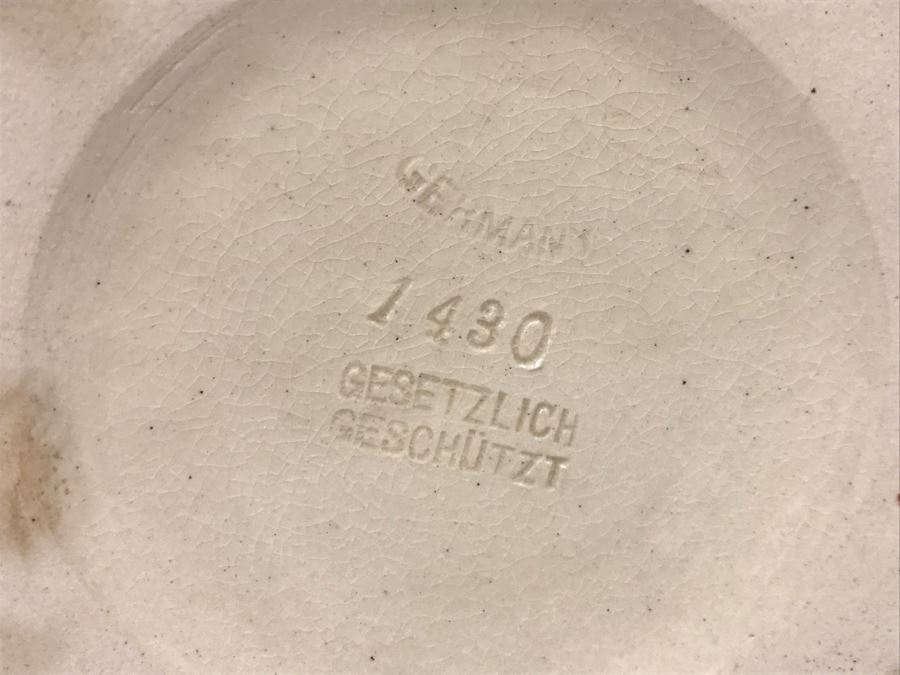 GERMANY
1430
GESETZLICH
GESCHÜTZT